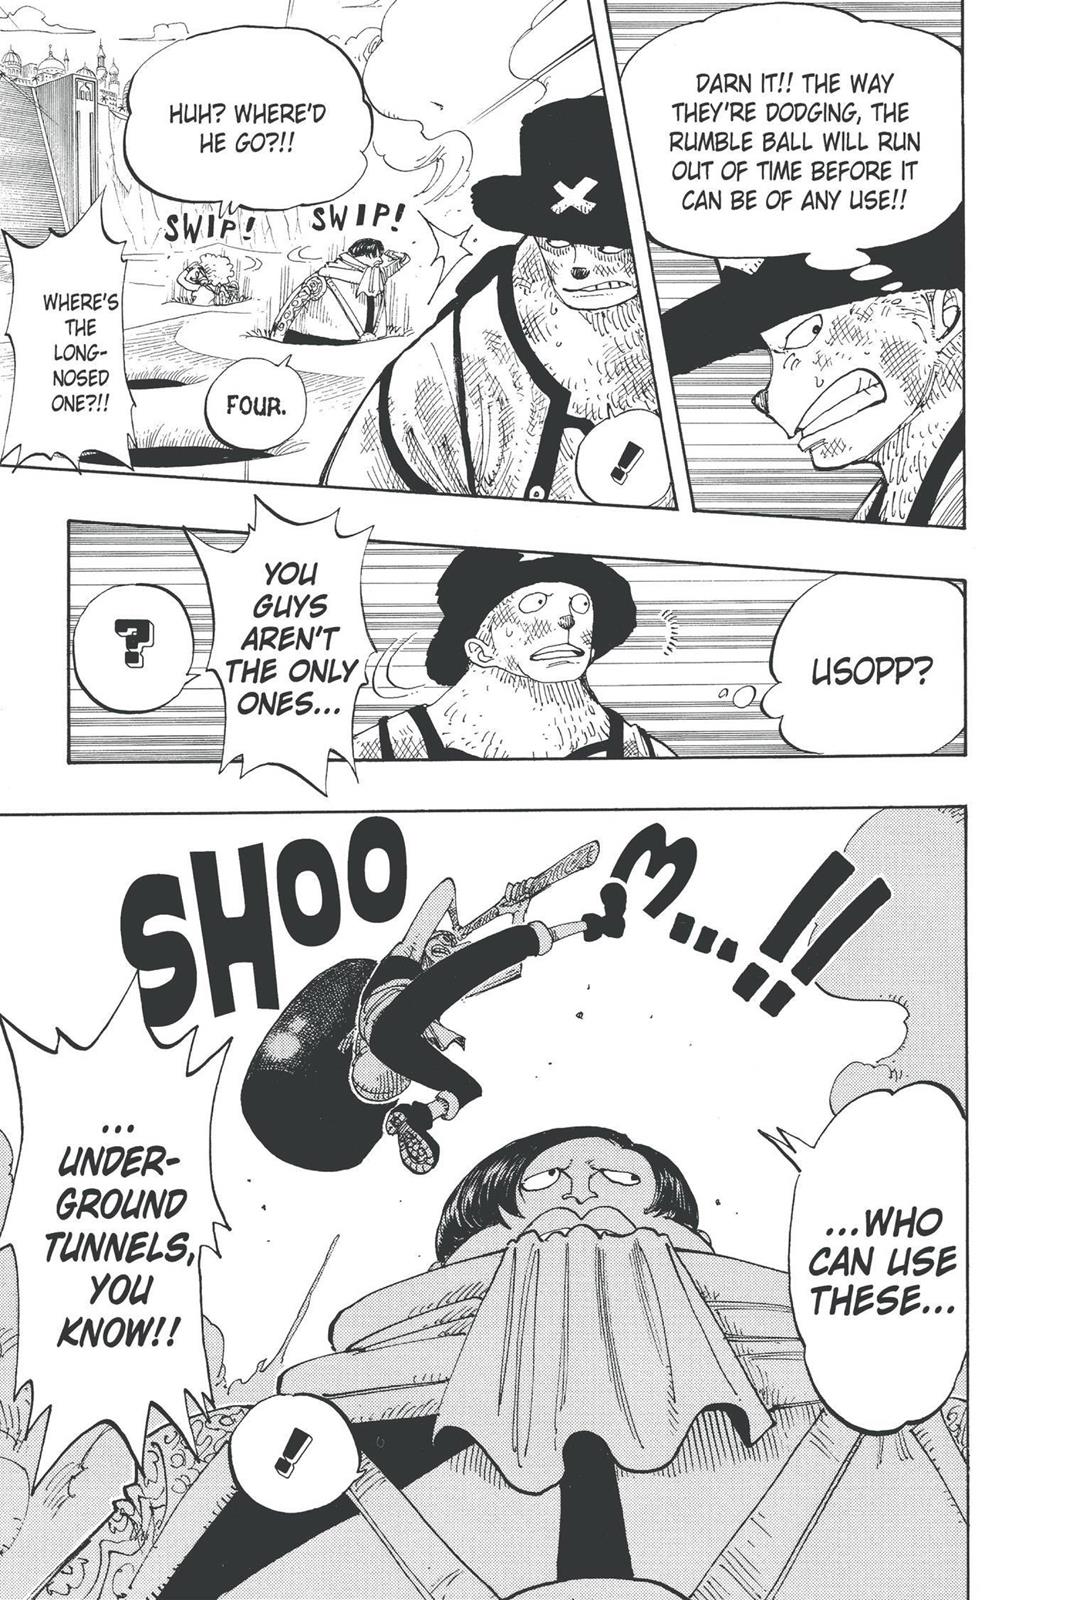 DARN IT!! THE WAY
THEY'RE DODGING, THE
RUMBLE BALL WILL RUN
OUT OF TIME BEFORE IT
CAN BE OF ANY USE!!
HUH? WHERE'D
HE GO?!!
SWIP!
SWIP!
WHERE'S
THE
LONG-
NOSED
ONE?!!
FOUR.
!
USOPP?
YOU
GUYS
AREN'T
THE ONLY
ONES...
?
SHOO
M...!!
...WHO
CAN USE
THESE...
...
UNDER-
GROUND
TUNNELS,
YOU
KNOW!!
!